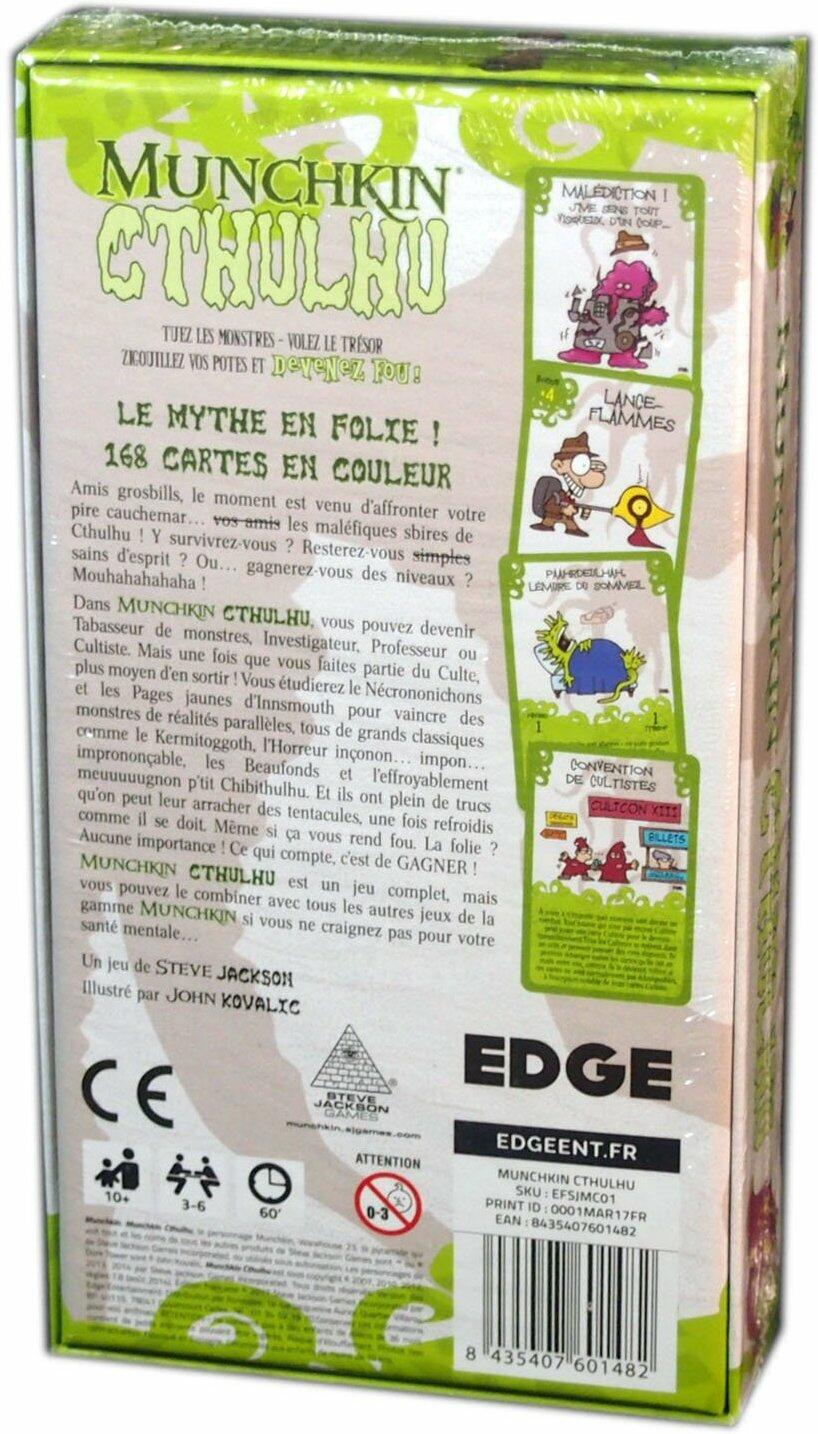 MUNCHKIN
CTHULHU
TUEZ LES MONSTRES - VOLEZ LE TRÉSOR
ZIGOUILLEZ VOS POTES ET DEVENEZ FOU !
LE MYTHE EN FOLIE !
168 CARTES EN COULEUR
Amis grosbills, le moment est venu d'affronter votre
pire cauchemar… vos amis les maléfiques sbires de
Cthulhu ! Y survivrez-vous ? Resterez-vous simples
sains d'esprit ? Ou… gagnerez-vous des niveaux ?
Mouhahahahaha !
Dans MUNCHKIN CTHULHU, vous pouvez devenir
Tabasseur de monstres, Investigateur, Professeur ou
Cultiste. Mais une fois que vous faites partie du Culte,
plus moyen d'en sortir ! Vous étudierez le Nécrononichons
et les Pages jaunes d'Innsmouth pour vaincre des
monstres de réalités parallèles, tous de grands classiques
comme le Kermitoggoth, l'Horreur inçonon… impon…
imprononçable, les Beaufonds et l'effroyablement
meuuuuugnon p'tit Chibithulhu. Et ils ont plein de trucs
qu'on peut leur arracher des tentacules, une fois refroidis
comme il se doit. Même si ça vous rend fou. La folie ?
Aucune importance ! Ce qui compte, c'est de GAGNER !
MUNCHKIN CTHULHU est un jeu complet, mais
vous pouvez le combiner avec tous les autres jeux de la
gamme MUNCHKIN si vous ne craignez pas pour votre
santé mentale…
Un jeu de STEVE JACKSON
Illustré par JOHN KOVALIC
MALÉDICTION !
J'ME SENS TOUT
VISQUEUX, D'UN COUP…
BONUS
+4
LANCE-
FLAMMES
PAAHRDEULHAH,
LÉMURE DU SOMMEIL
1
1
CONVENTION
DE CULTISTES
CULTCON XIII
BILLETS
CE
STEVE
JACKSON
GAMES
munchkin.sjgames.com
10+
3-6
60'
ATTENTION
0-3
EDGE
EDGEENT.FR
MUNCHKIN CTHULHU
SKU : EFSJMC01
PRINT ID : 0001MAR17FR
EAN : 8435407601482
8 435407 601482